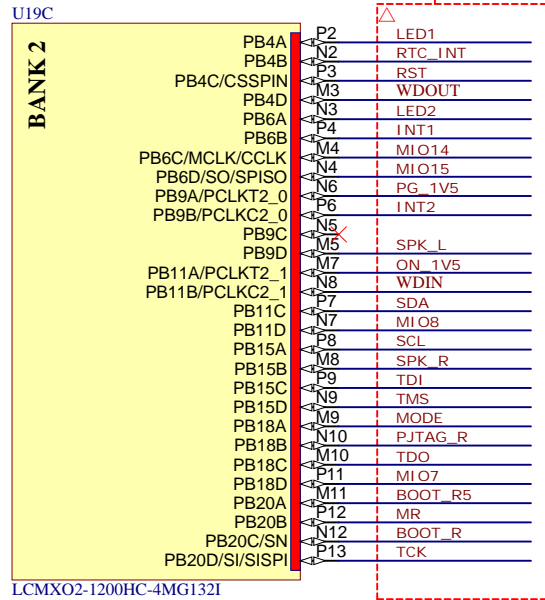 U19C
BANK 2
PB4A P2 LED1
PB4B N2 RTC_INT
PB4C/CSSPIN P3 RST
PB4D M3 WDOUT
PB6A N3 LED2
PB6B P4 INT1
PB6C/MCLK/CCLK M4 MIO14
PB6D/SO/SPISO N4 MIO15
PB9A/PCLKT2_0 N6 PG_1V5
PB9B/PCLKC2_0 P6 INT2
PB9C N5
PB9D M5 SPK_L
PB11A/PCLKT2_1 M7 ON_1V5
PB11B/PCLKC2_1 N8 WDIN
PB11C P7 SDA
PB11D N7 MIO8
PB15A P8 SCL
PB15B M8 SPK_R
PB15C P9 TDI
PB15D N9 TMS
PB18A M9 MODE
PB18B N10 PJTAG_R
PB18C M10 TDO
PB18D P11 MIO7
PB20A M11 BOOT_R5
PB20B P12 MR
PB20C/SN N12 BOOT_R
PB20D/SI/SISPI P13 TCK
LCMXO2-1200HC-4MG132I